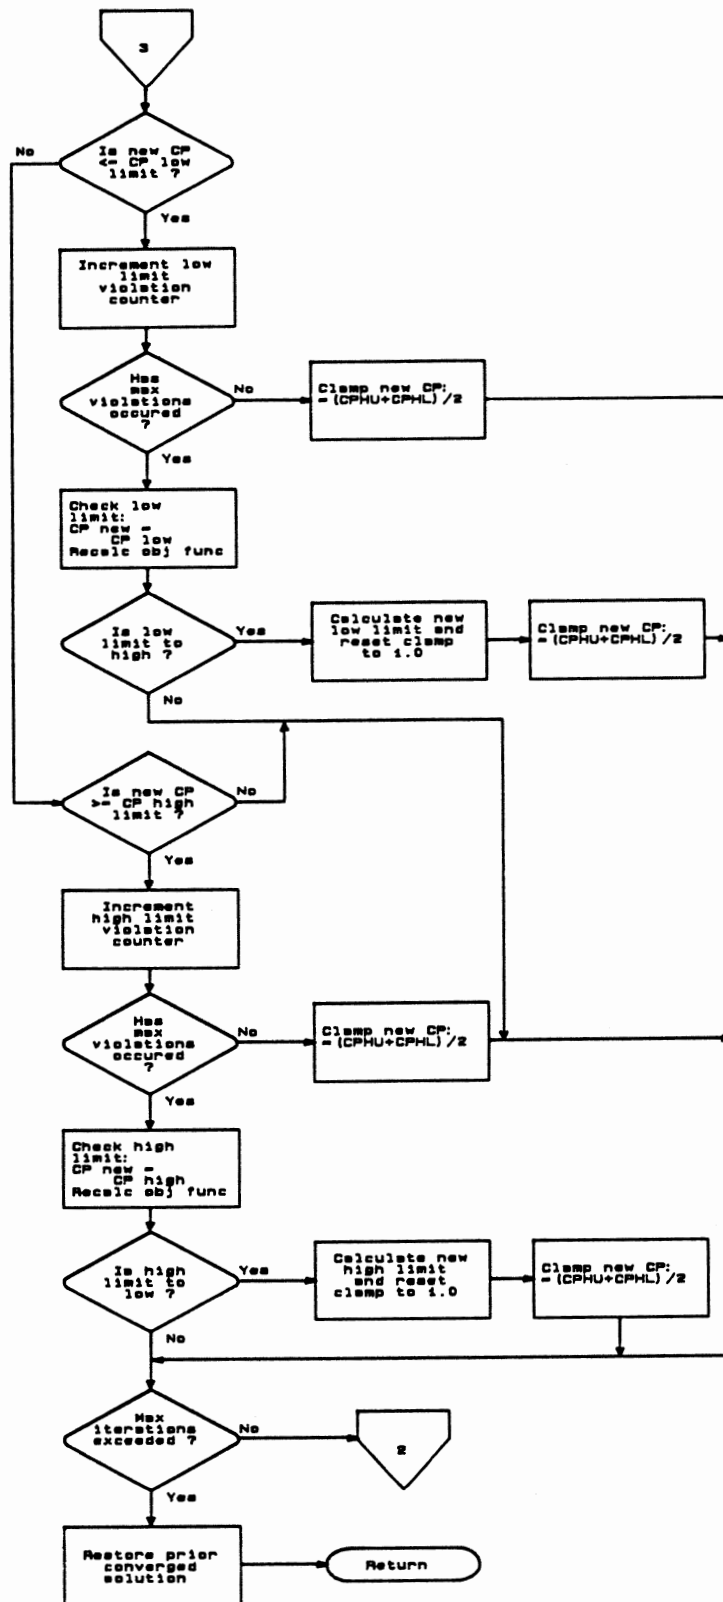 3
Is new CP
<= CP low
limit ?
No
Yes
Increment low
limit
violation
counter
Has
max
violations
occured
?
No
Clamp new CP:
= (CPHU+CPHL)/2
Yes
Check low
limit:
CP new =
CP low
Recalc obj func
Is low
limit to
high ?
Yes
Calculate new
low limit and
reset clamp
to 1.0
Clamp new CP:
= (CPHU+CPHL)/2
No
Is new CP
>= CP high
limit ?
No
Yes
Increment
high limit
violation
counter
Has
max
violations
occured
?
No
Clamp new CP:
= (CPHU+CPHL)/2
Yes
Check high
limit:
CP new =
CP high
Recalc obj func
Is high
limit to
low ?
Yes
Calculate new
high limit
and reset
clamp to 1.0
Clamp new CP:
= (CPHU+CPHL)/2
No
Max
iterations
exceeded ?
No
2
Yes
Restore prior
converged
solution
Return